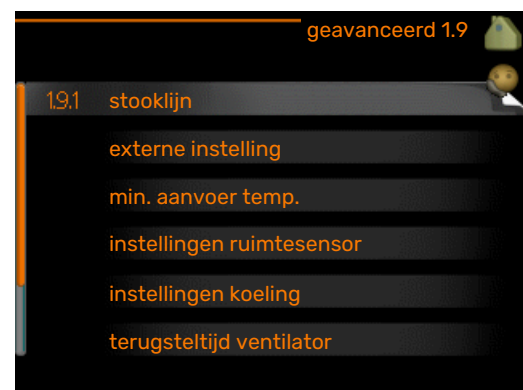 geavanceerd 1.9
1.9.1 stooklijn
externe instelling
min. aanvoer temp.
instellingen ruimtesensor
instellingen koeling
terugsteltijd ventilator